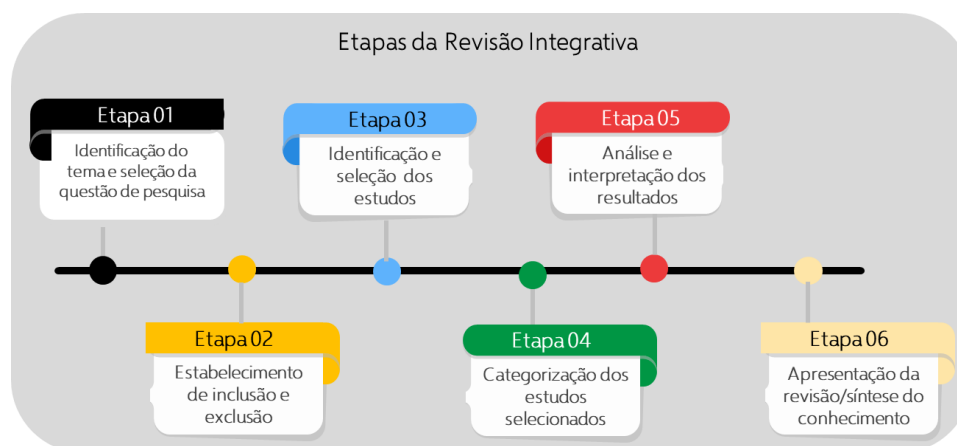 Etapas da Revisão Integrativa
Etapa 01
Identificação do
tema e seleção da
questão de pesquisa
Etapa 02
Estabelecimento
de inclusão e
exclusão
Etapa 03
Identificação e
seleção dos
estudos
Etapa 04
Categorização dos
estudos
selecionados
Etapa 05
Análise e
interpretação dos
resultados
Etapa 06
Apresentação da
revisão/síntese do
conhecimento